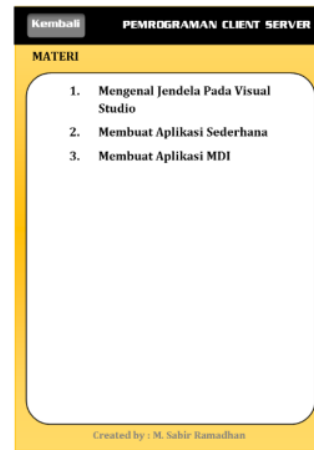 Kembali PEMROGRAMAN CLIENT SERVER
MATERI
1. Mengenal Jendela Pada Visual
Studio
2. Membuat Aplikasi Sederhana
3. Membuat Aplikasi MDI
Created by : M. Sabir Ramadhan